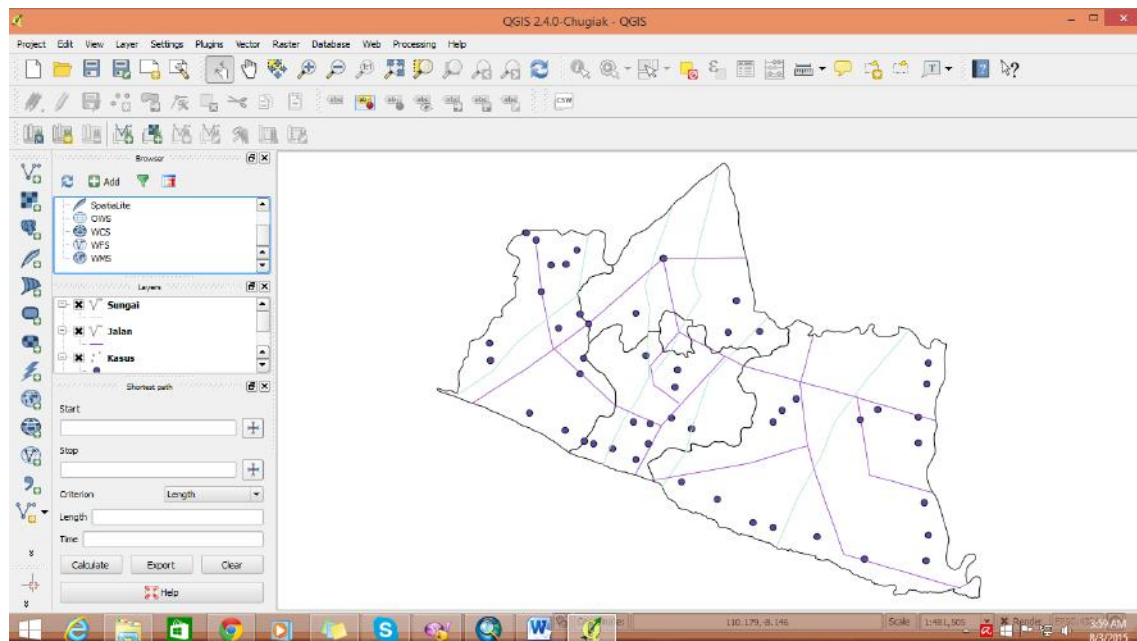 QGIS 2.4.0-Chugiak - QGIS
Project Edit View Layer Settings Plugins Vector Raster Database Web Processing Help
CSW
Browser
Add
SpatiaLite
OWS
WCS
WFS
WMS
Layers
Sungai
Jalan
Kasus
Shortest path
Start
Stop
Criterion Length
Length
Time
Calculate Export Clear
Help
110.179,-8.146 Scale 1:481,505 Render
3:59 AM
8/3/2015